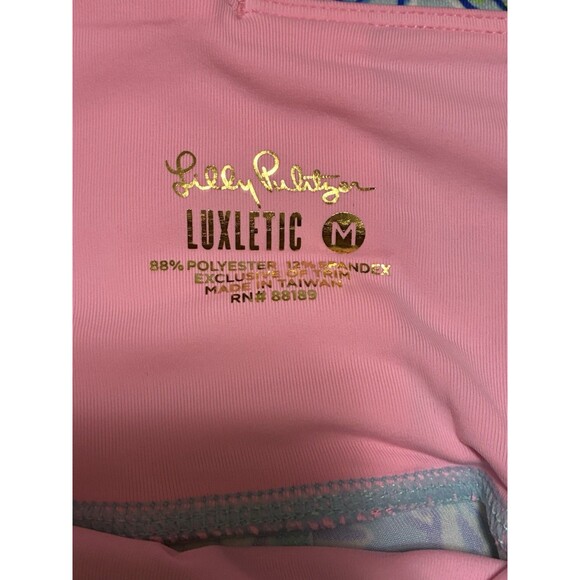 Lilly Pulitzer
LUXLETIC M
88% POLYESTER 12% SPANDEX
EXCLUSIVE OF TRIM
MADE IN TAIWAN
RN# 88189